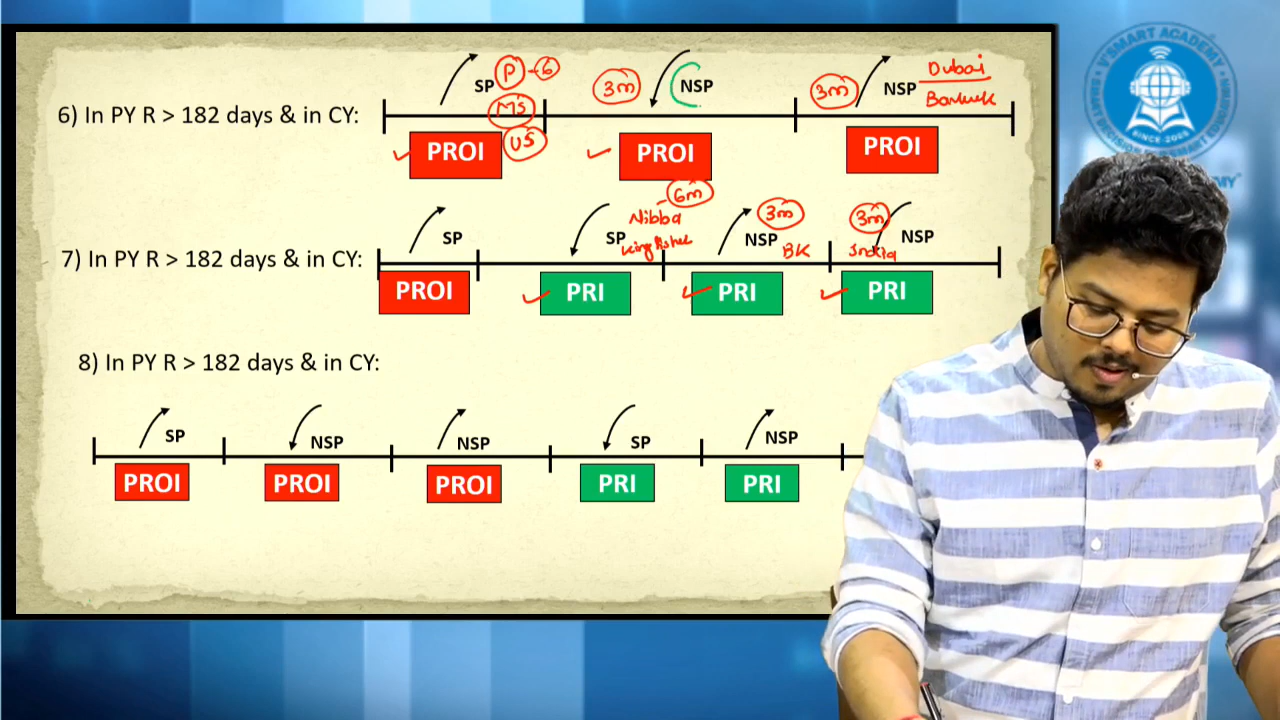 V'SMART ACADEMY
SINCE 2008
6) In PY R > 182 days & in CY:
SP P - 6
MS
US
3m NSP
3m NSP Dubai
PROI PROI PROI
6m
7) In PY R > 182 days & in CY:
SP
SP Nibba
NSP 3m
BK
3m NSP
India
PROI PRI PRI PRI
8) In PY R > 182 days & in CY:
SP NSP NSP SP NSP
PROI PROI PROI PRI PRI